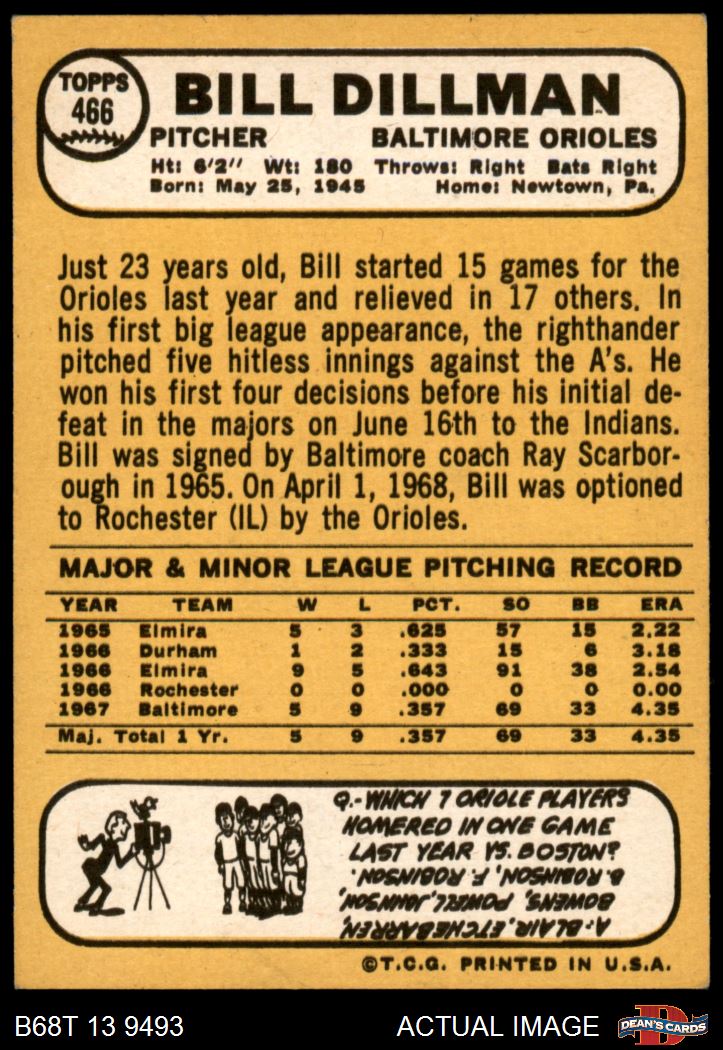 TOPPS
466
BILL DILLMAN
PITCHER BALTIMORE ORIOLES
Ht: 6'2" Wt: 180 Throws: Right Bats Right
Born: May 25, 1945 Home: Newtown, Pa.
Just 23 years old, Bill started 15 games for the
Orioles last year and relieved in 17 others. In
his first big league appearance, the righthander
pitched five hitless innings against the A's. He
won his first four decisions before his initial de-
feat in the majors on June 16th to the Indians.
Bill was signed by Baltimore coach Ray Scarbor-
ough in 1965. On April 1, 1968, Bill was optioned
to Rochester (IL) by the Orioles.
MAJOR & MINOR LEAGUE PITCHING RECORD
YEAR TEAM W L PCT. SO BB ERA
1965 Elmira 5 3 .625 57 15 2.22
1966 Durham 1 2 .333 15 6 3.18
1966 Elmira 9 5 .643 91 38 2.54
1966 Rochester 0 0 .000 0 0 0.00
1967 Baltimore 5 9 .357 69 33 4.35
Maj. Total 1 Yr. 5 9 .357 69 33 4.35
Q.-WHICH 7 ORIOLE PLAYERS
HOMERED IN ONE GAME
LAST YEAR VS. BOSTON?
A.-BLAIR, ETCHEBARREN,
BOWENS, POWELL, JOHNSON,
B. ROBINSON, F. ROBINSON.
©T.C.G. PRINTED IN U.S.A.
B68T 13 9493 ACTUAL IMAGE
D
DEAN'S CARDS